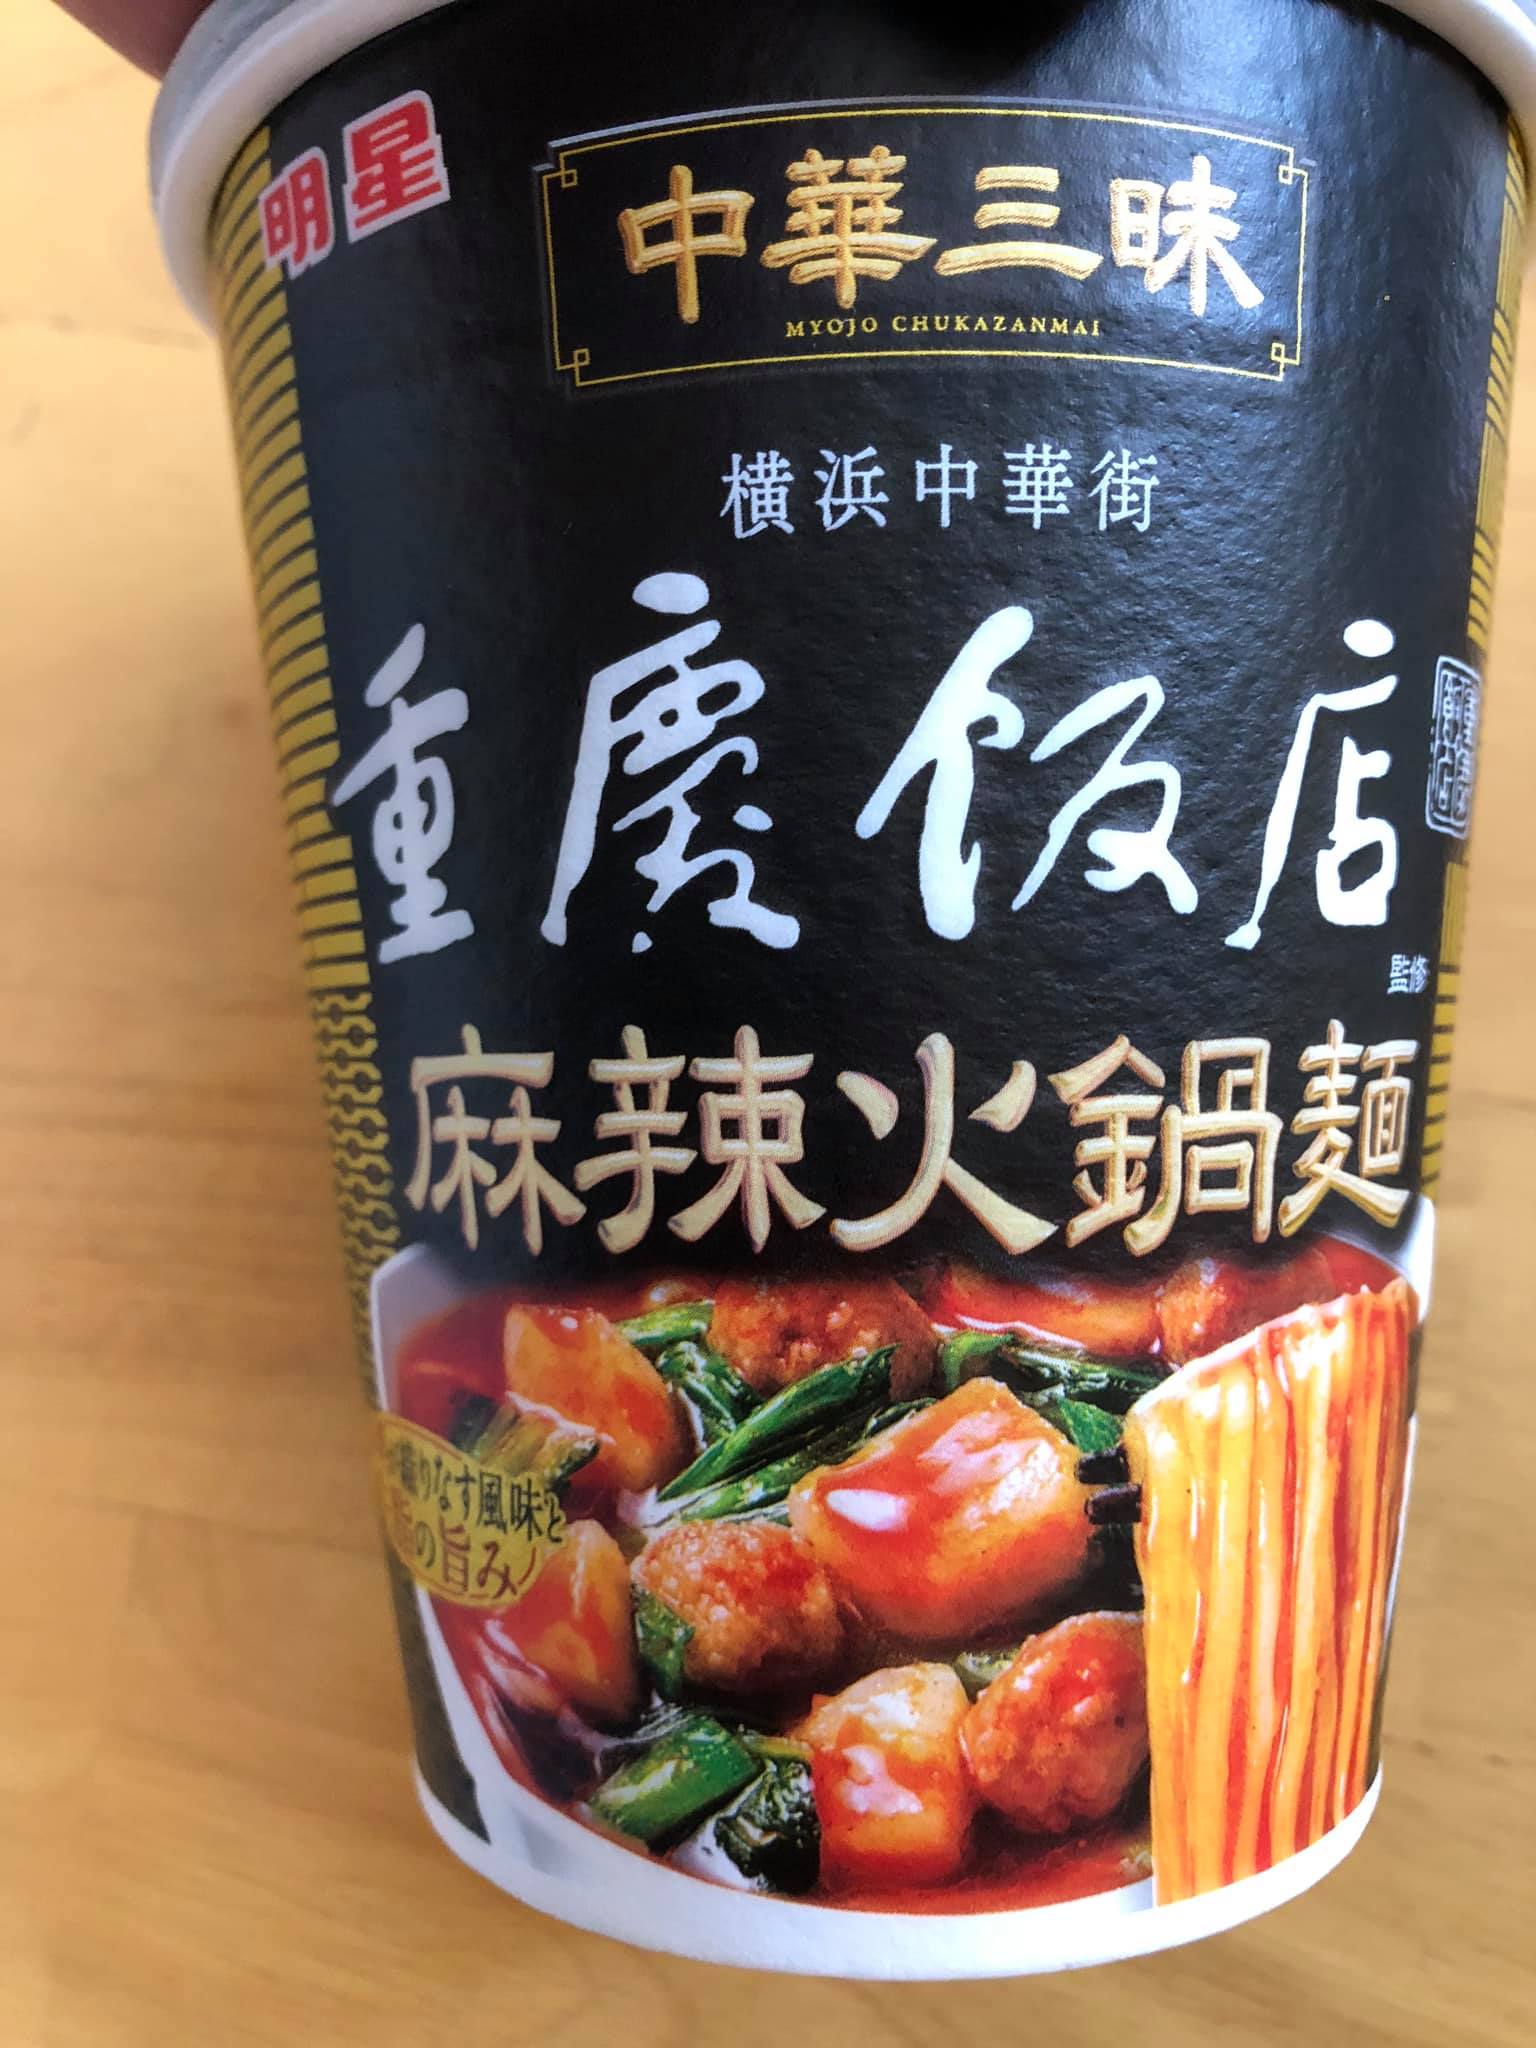 明星
中華三昧
MYOJO CHUKAZANMAI
横浜中華街
重慶飯店
監修
麻辣火鍋麺
織りなす風味と
の旨み